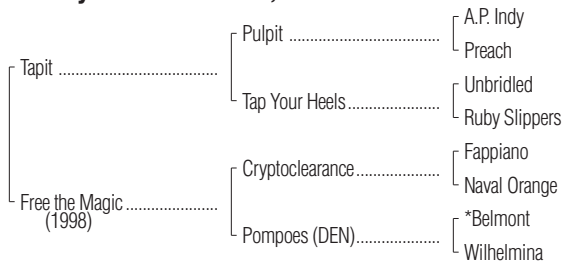 A.P. Indy
Pulpit ................................
Preach
Tapit ..................................
Unbridled
Tap Your Heels....................
Ruby Slippers
Fappiano
Cryptoclearance..................
Naval Orange
Free the Magic ...................
(1998)
*Belmont
Pompoes (DEN)..................
Wilhelmina